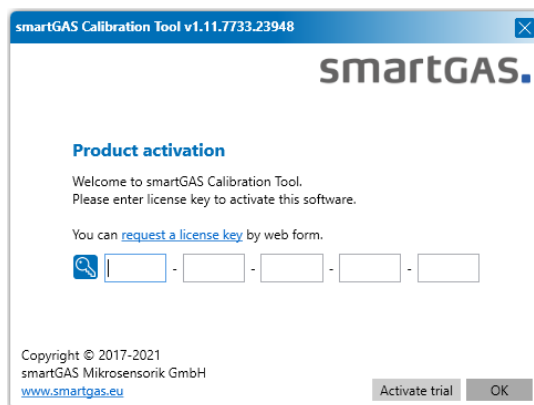 smartGAS Calibration Tool v1.11.7733.23948
smartGAS.
Product activation
Welcome to smartGAS Calibration Tool.
Please enter license key to activate this software.
You can request a license key by web form.
- - - -
Copyright © 2017-2021
smartGAS Mikrosensorik GmbH
www.smartgas.eu
Activate trial OK